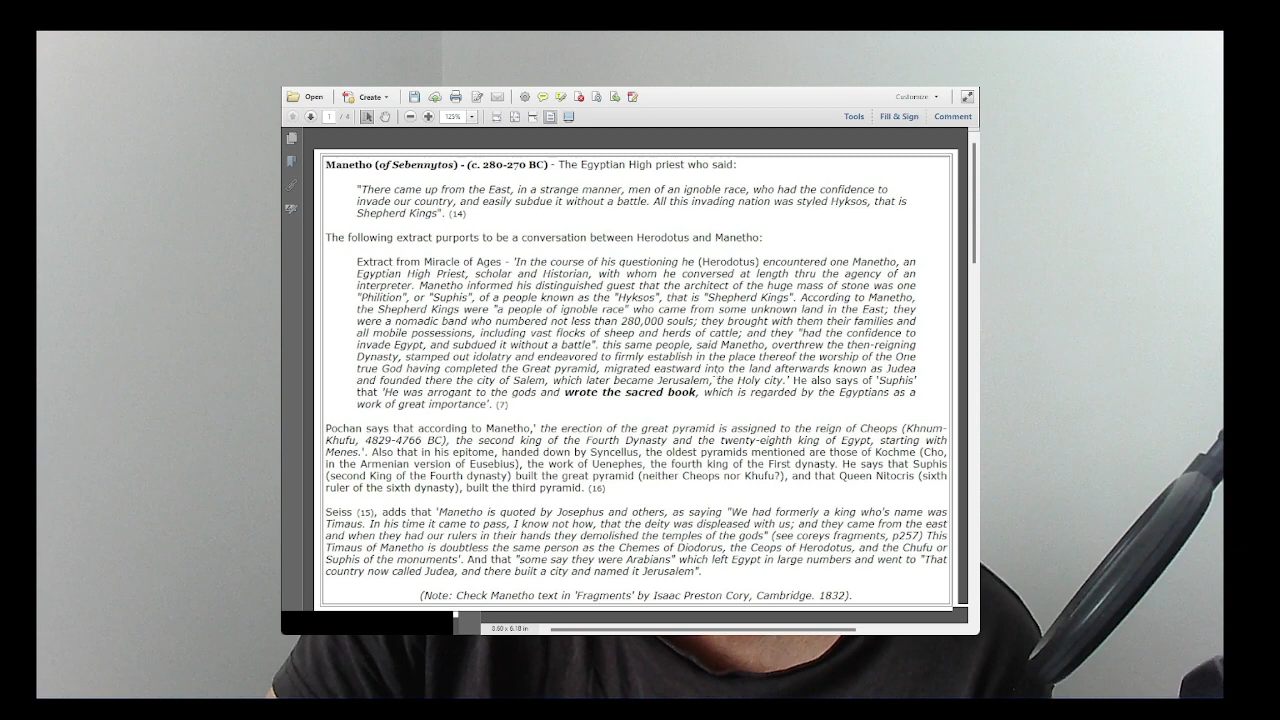 Open
Create
Customize
1 / 4
125%
Tools
Fill & Sign
Comment
Manetho (of Sebennytos) - (c. 280-270 BC) - The Egyptian High priest who said:
"There came up from the East, in a strange manner, men of an ignoble race, who had the confidence to
invade our country, and easily subdue it without a battle. All this invading nation was styled Hyksos, that is
Shepherd Kings". (14)
The following extract purports to be a conversation between Herodotus and Manetho:
Extract from Miracle of Ages - 'In the course of his questioning he (Herodotus) encountered one Manetho, an
Egyptian High Priest, scholar and Historian, with whom he conversed at length thru the agency of an
interpreter. Manetho informed his distinguished guest that the architect of the huge mass of stone was one
"Philition", or "Suphis", of a people known as the "Hyksos", that is "Shepherd Kings". According to Manetho,
the Shepherd Kings were "a people of ignoble race" who came from some unknown land in the East; they
were a nomadic band who numbered not less than 280,000 souls; they brought with them their families and
all mobile possessions, including vast flocks of sheep and herds of cattle; and they "had the confidence to
invade Egypt, and subdued it without a battle". this same people, said Manetho, overthrew the then-reigning
Dynasty, stamped out idolatry and endeavored to firmly establish in the place thereof the worship of the One
true God having completed the Great pyramid, migrated eastward into the land afterwards known as Judea
and founded there the city of Salem, which later became Jerusalem, the Holy city.' He also says of 'Suphis'
that 'He was arrogant to the gods and wrote the sacred book, which is regarded by the Egyptians as a
work of great importance'. (7)
Pochan says that according to Manetho,' the erection of the great pyramid is assigned to the reign of Cheops (Khnum-
Khufu, 4829-4766 BC), the second king of the Fourth Dynasty and the twenty-eighth king of Egypt, starting with
Menes.'. Also that in his epitome, handed down by Syncellus, the oldest pyramids mentioned are those of Kochme (Cho,
in the Armenian version of Eusebius), the work of Uenephes, the fourth king of the First dynasty. He says that Suphis
(second King of the Fourth dynasty) built the great pyramid (neither Cheops nor Khufu?), and that Queen Nitocris (sixth
ruler of the sixth dynasty), built the third pyramid. (16)
Seiss (15), adds that 'Manetho is quoted by Josephus and others, as saying "We had formerly a king who's name was
Timaus. In his time it came to pass, I know not how, that the deity was displeased with us; and they came from the east
and when they had our rulers in their hands they demolished the temples of the gods" (see coreys fragments, p257) This
Timaus of Manetho is doubtless the same person as the Chemes of Diodorus, the Ceops of Herodotus, and the Chufu or
Suphis of the monuments'. And that "some say they were Arabians" which left Egypt in large numbers and went to "That
country now called Judea, and there built a city and named it Jerusalem".
(Note: Check Manetho text in 'Fragments' by Isaac Preston Cory, Cambridge. 1832).
8.60 x 6.18 in